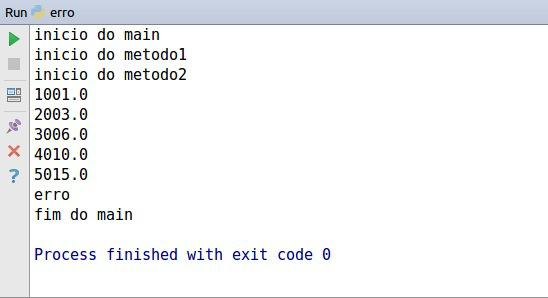 Run erro
inicio do main
inicio do metodo1
inicio do metodo2
1001.0
2003.0
3006.0
4010.0
5015.0
erro
fim do main
Process finished with exit code 0